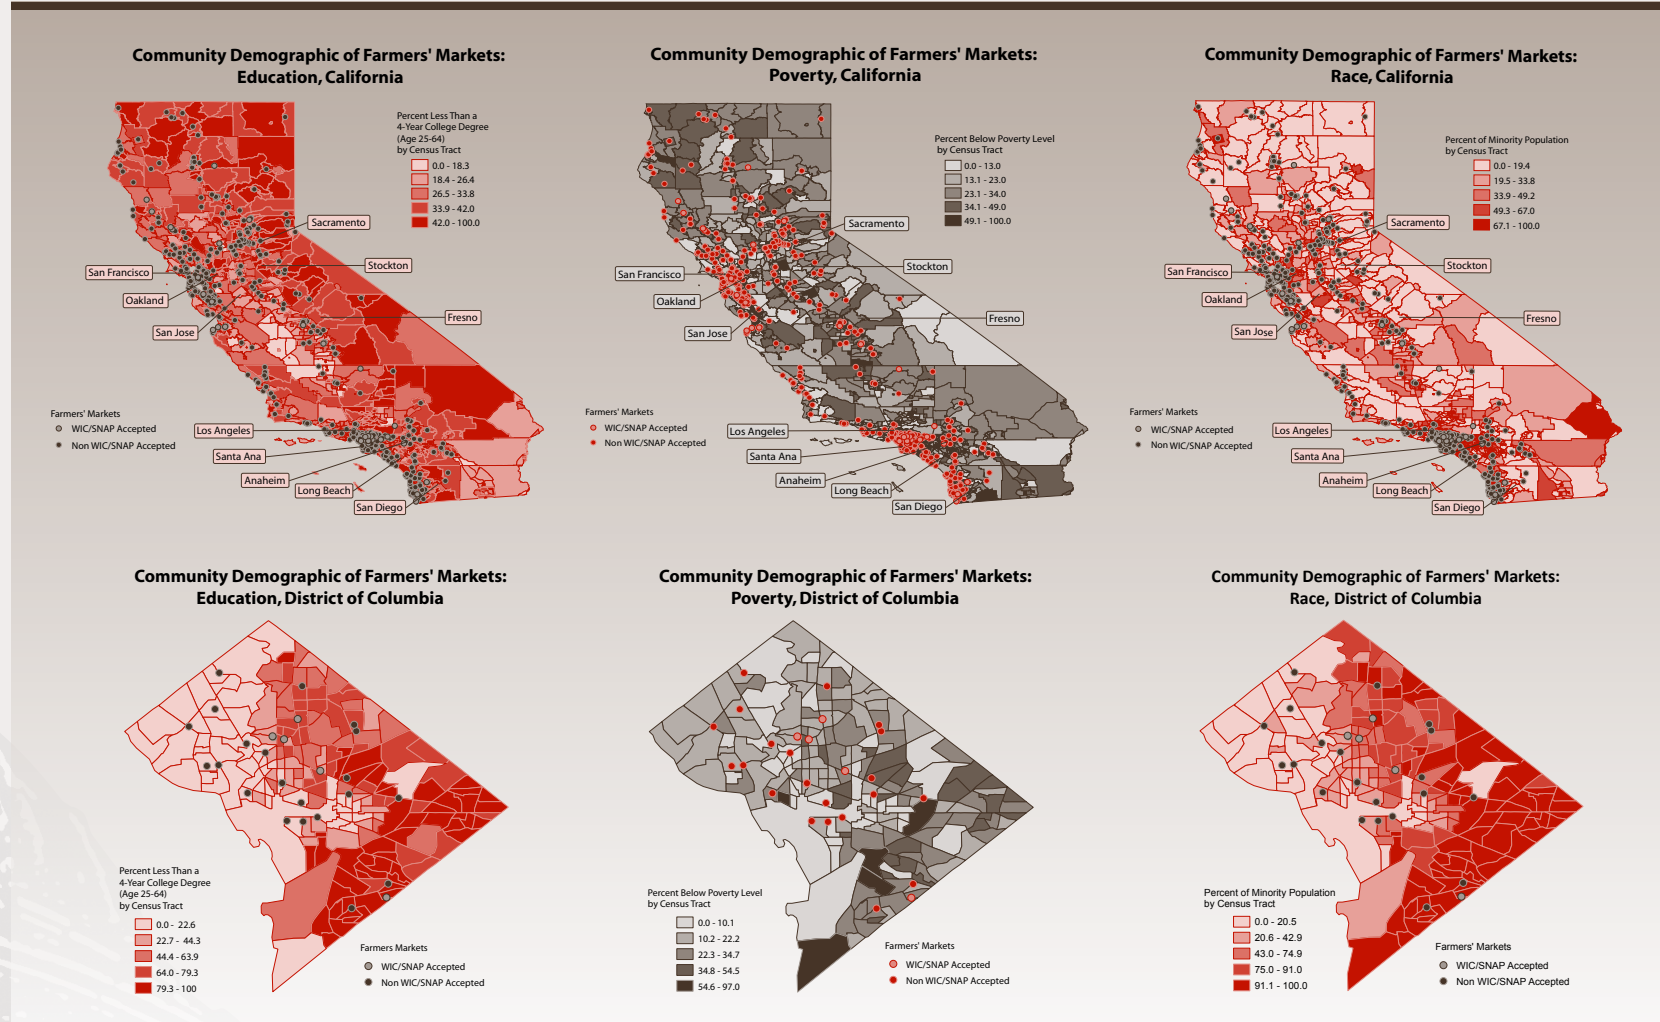 Community Demographic of Farmers' Markets:
Education, California
Percent Less Than a
4-Year College Degree
(Age 25-64)
by Census Tract
0.0 - 18.3
18.4 - 26.4
26.5 - 33.8
33.9 - 42.0
42.0 - 100.0
Sacramento
Stockton
San Francisco
Oakland
Fresno
San Jose
Farmers' Markets
WIC/SNAP Accepted
Non WIC/SNAP Accepted
Los Angeles
Santa Ana
Anaheim
Long Beach
San Diego
Community Demographic of Farmers' Markets:
Poverty, California
Percent Below Poverty Level
by Census Tract
0.0 - 13.0
13.1 - 23.0
23.1 - 34.0
34.1 - 49.0
49.1 - 100.0
Sacramento
Stockton
San Francisco
Oakland
Fresno
San Jose
Farmers' Markets
WIC/SNAP Accepted
Non WIC/SNAP Accepted
Los Angeles
Santa Ana
Anaheim
Long Beach
San Diego
Community Demographic of Farmers' Markets:
Race, California
Percent of Minority Population
by Census Tract
0.0 - 19.4
19.5 - 33.8
33.9 - 49.2
49.3 - 67.0
67.1 - 100.0
Sacramento
Stockton
San Francisco
Oakland
Fresno
San Jose
Farmers' Markets
WIC/SNAP Accepted
Non WIC/SNAP Accepted
Los Angeles
Santa Ana
Anaheim
Long Beach
San Diego
Community Demographic of Farmers' Markets:
Education, District of Columbia
Percent Less Than a
4-Year College Degree
(Age 25-64)
by Census Tract
0.0 - 22.6
22.7 - 44.3
44.4 - 63.9
64.0 - 79.3
79.3 - 100
Farmers Markets
WIC/SNAP Accepted
Non WIC/SNAP Accepted
Community Demographic of Farmers' Markets:
Poverty, District of Columbia
Percent Below Poverty Level
by Census Tract
0.0 - 10.1
10.2 - 22.2
22.3 - 34.7
34.8 - 54.5
54.6 - 97.0
Farmers' Markets
WIC/SNAP Accepted
Non WIC/SNAP Accepted
Community Demographic of Farmers' Markets:
Race, District of Columbia
Percent of Minority Population
by Census Tract
0.0 - 20.5
20.6 - 42.9
43.0 - 74.9
75.0 - 91.0
91.1 - 100.0
Farmers' Markets
WIC/SNAP Accepted
Non WIC/SNAP Accepted